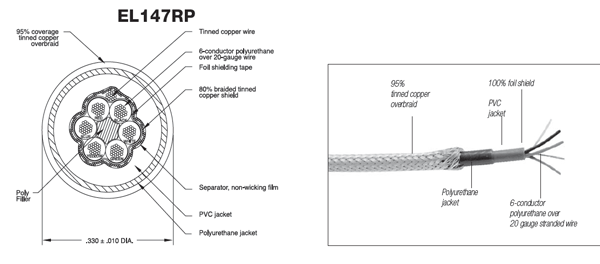 EL147RP
95% coverage
tinned copper
overbraid
Tinned copper wire
6-conductor polyurethane
over 20-gauge wire
Foil shielding tape
80% braided tinned
copper shield
Poly
Filler
Separator, non-wicking film
PVC jacket
Polyurethane jacket
.330 ± .010 DIA.
95%
tinned copper
overbraid
100% foil shield
PVC
jacket
Polyurethane
jacket
6-conductor
polyurethane over
20 gauge stranded wire